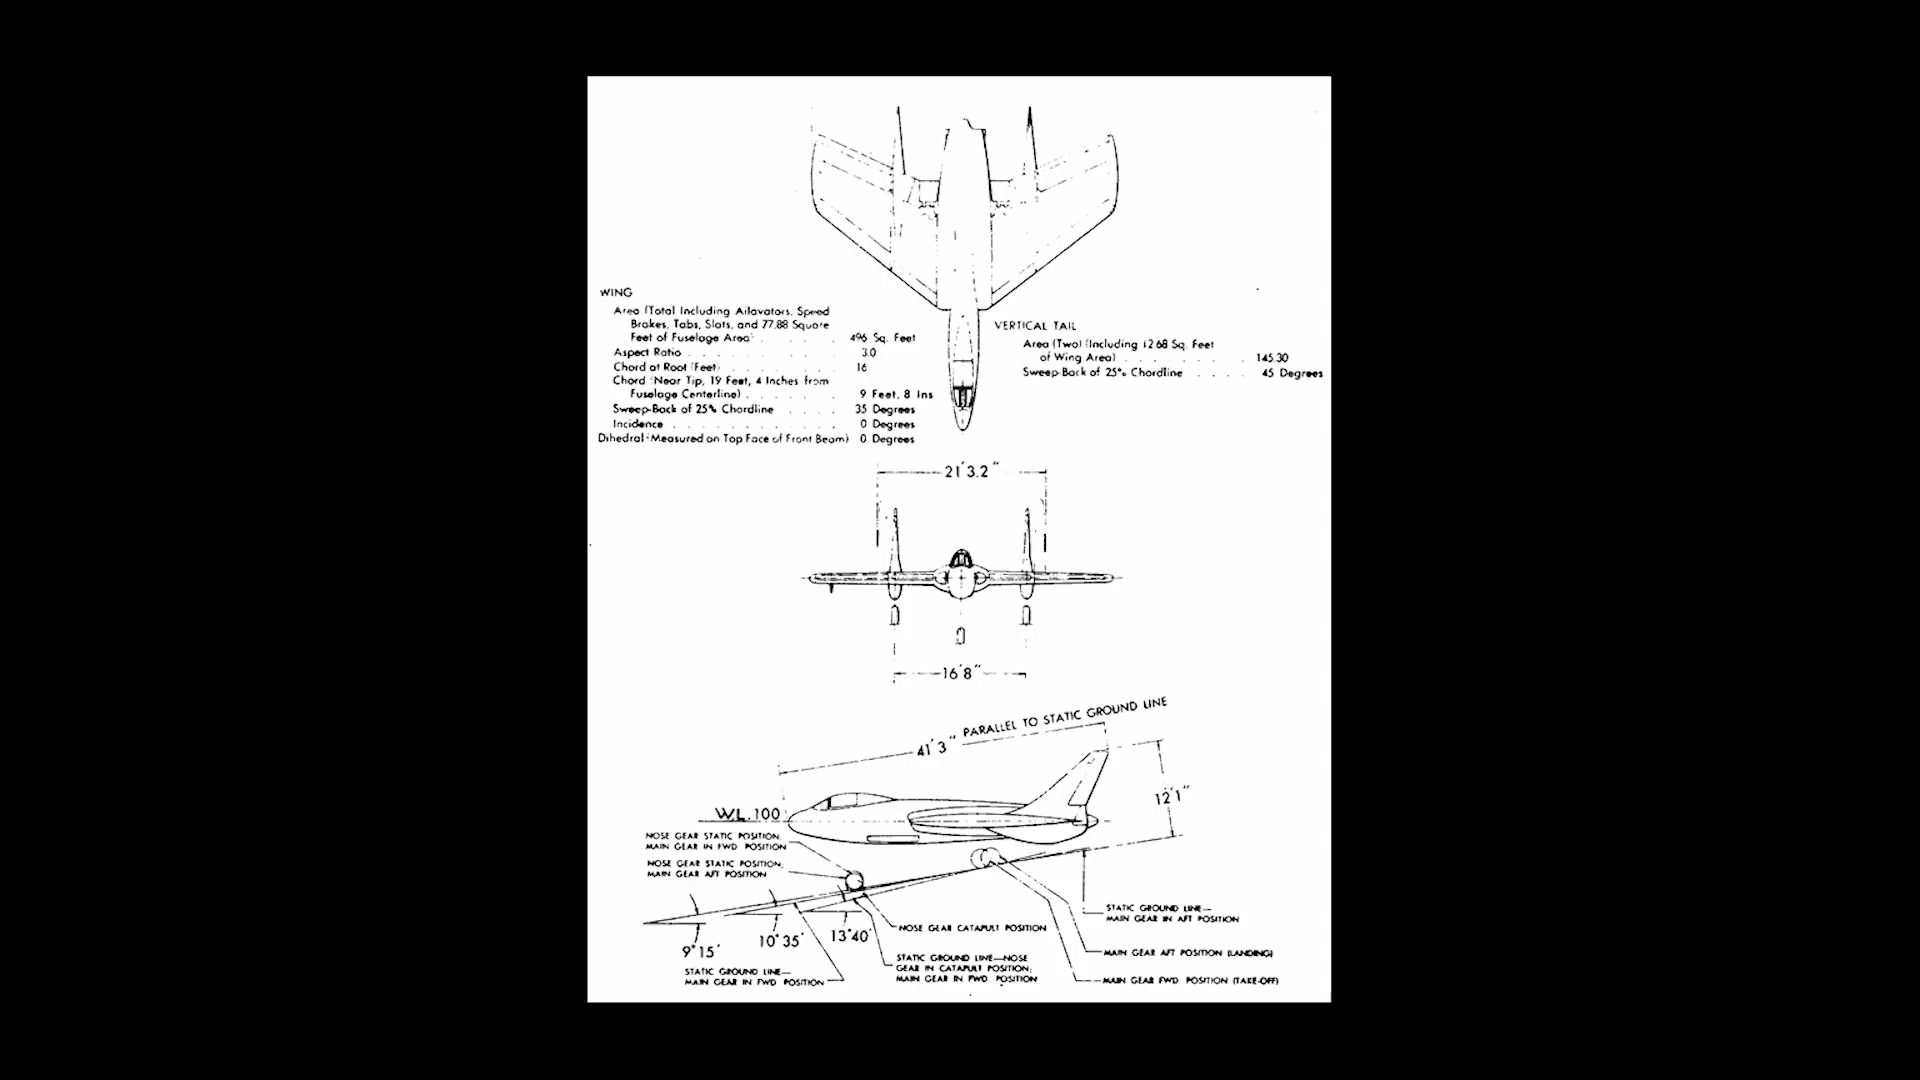 WING
Area (Total Including Ailavators, Speed
Brakes, Tabs, Slats, and 77.88 Square
Feet of Fuselage Area) . . . . . . 496 Sq. Feet
Aspect Ratio . . . . . . . . . . 3.0
Chord at Root (Feet) . . . . . . . . 16
Chord (Near Tip, 19 Feet, 4 Inches from
Fuselage Centerline) . . . . . . . 9 Feet, 8 Ins
Sweep-Back of 25% Chordline . . . . 35 Degrees
Incidence . . . . . . . . . . . 0 Degrees
Dihedral (Measured on Top Face of Front Beam) 0 Degrees
VERTICAL TAIL
Area (Two) (Including 12.68 Sq. Feet
of Wing Area) . . . . . . . . . 145.30
Sweep-Back of 25% Chordline . . . . 45 Degrees
21'3.2"
16'8"
41'3" PARALLEL TO STATIC GROUND LINE
12'1"
WL.100
NOSE GEAR STATIC POSITION,
MAIN GEAR IN FWD. POSITION
NOSE GEAR STATIC POSITION,
MAIN GEAR AFT POSITION
9°15'
10°35'
13°40'
STATIC GROUND LINE—
MAIN GEAR IN FWD POSITION
NOSE GEAR CATAPULT POSITION
STATIC GROUND LINE—NOSE
GEAR IN CATAPULT POSITION;
MAIN GEAR IN FWD. POSITION
STATIC GROUND LINE—
MAIN GEAR IN AFT POSITION
MAIN GEAR AFT POSITION (LANDING)
MAIN GEAR FWD. POSITION (TAKE-OFF)